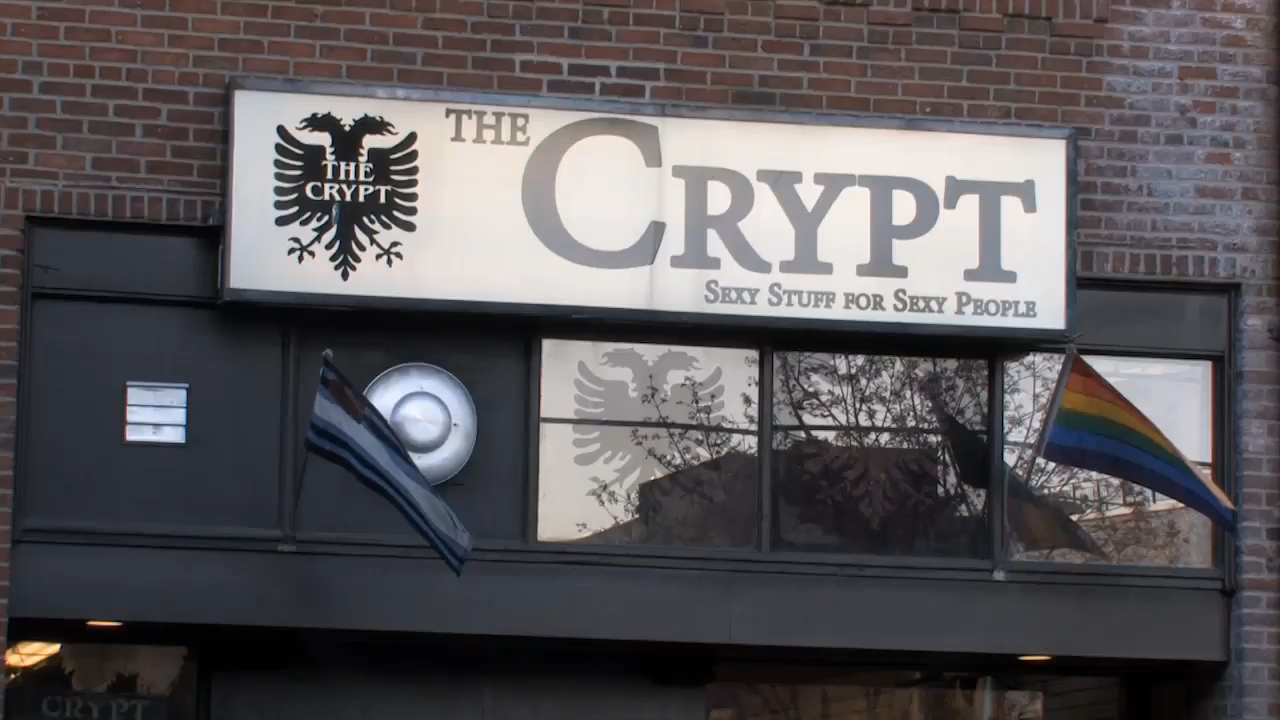 THE
CRYPT
THE CRYPT
SEXY STUFF FOR SEXY PEOPLE
CRYPT